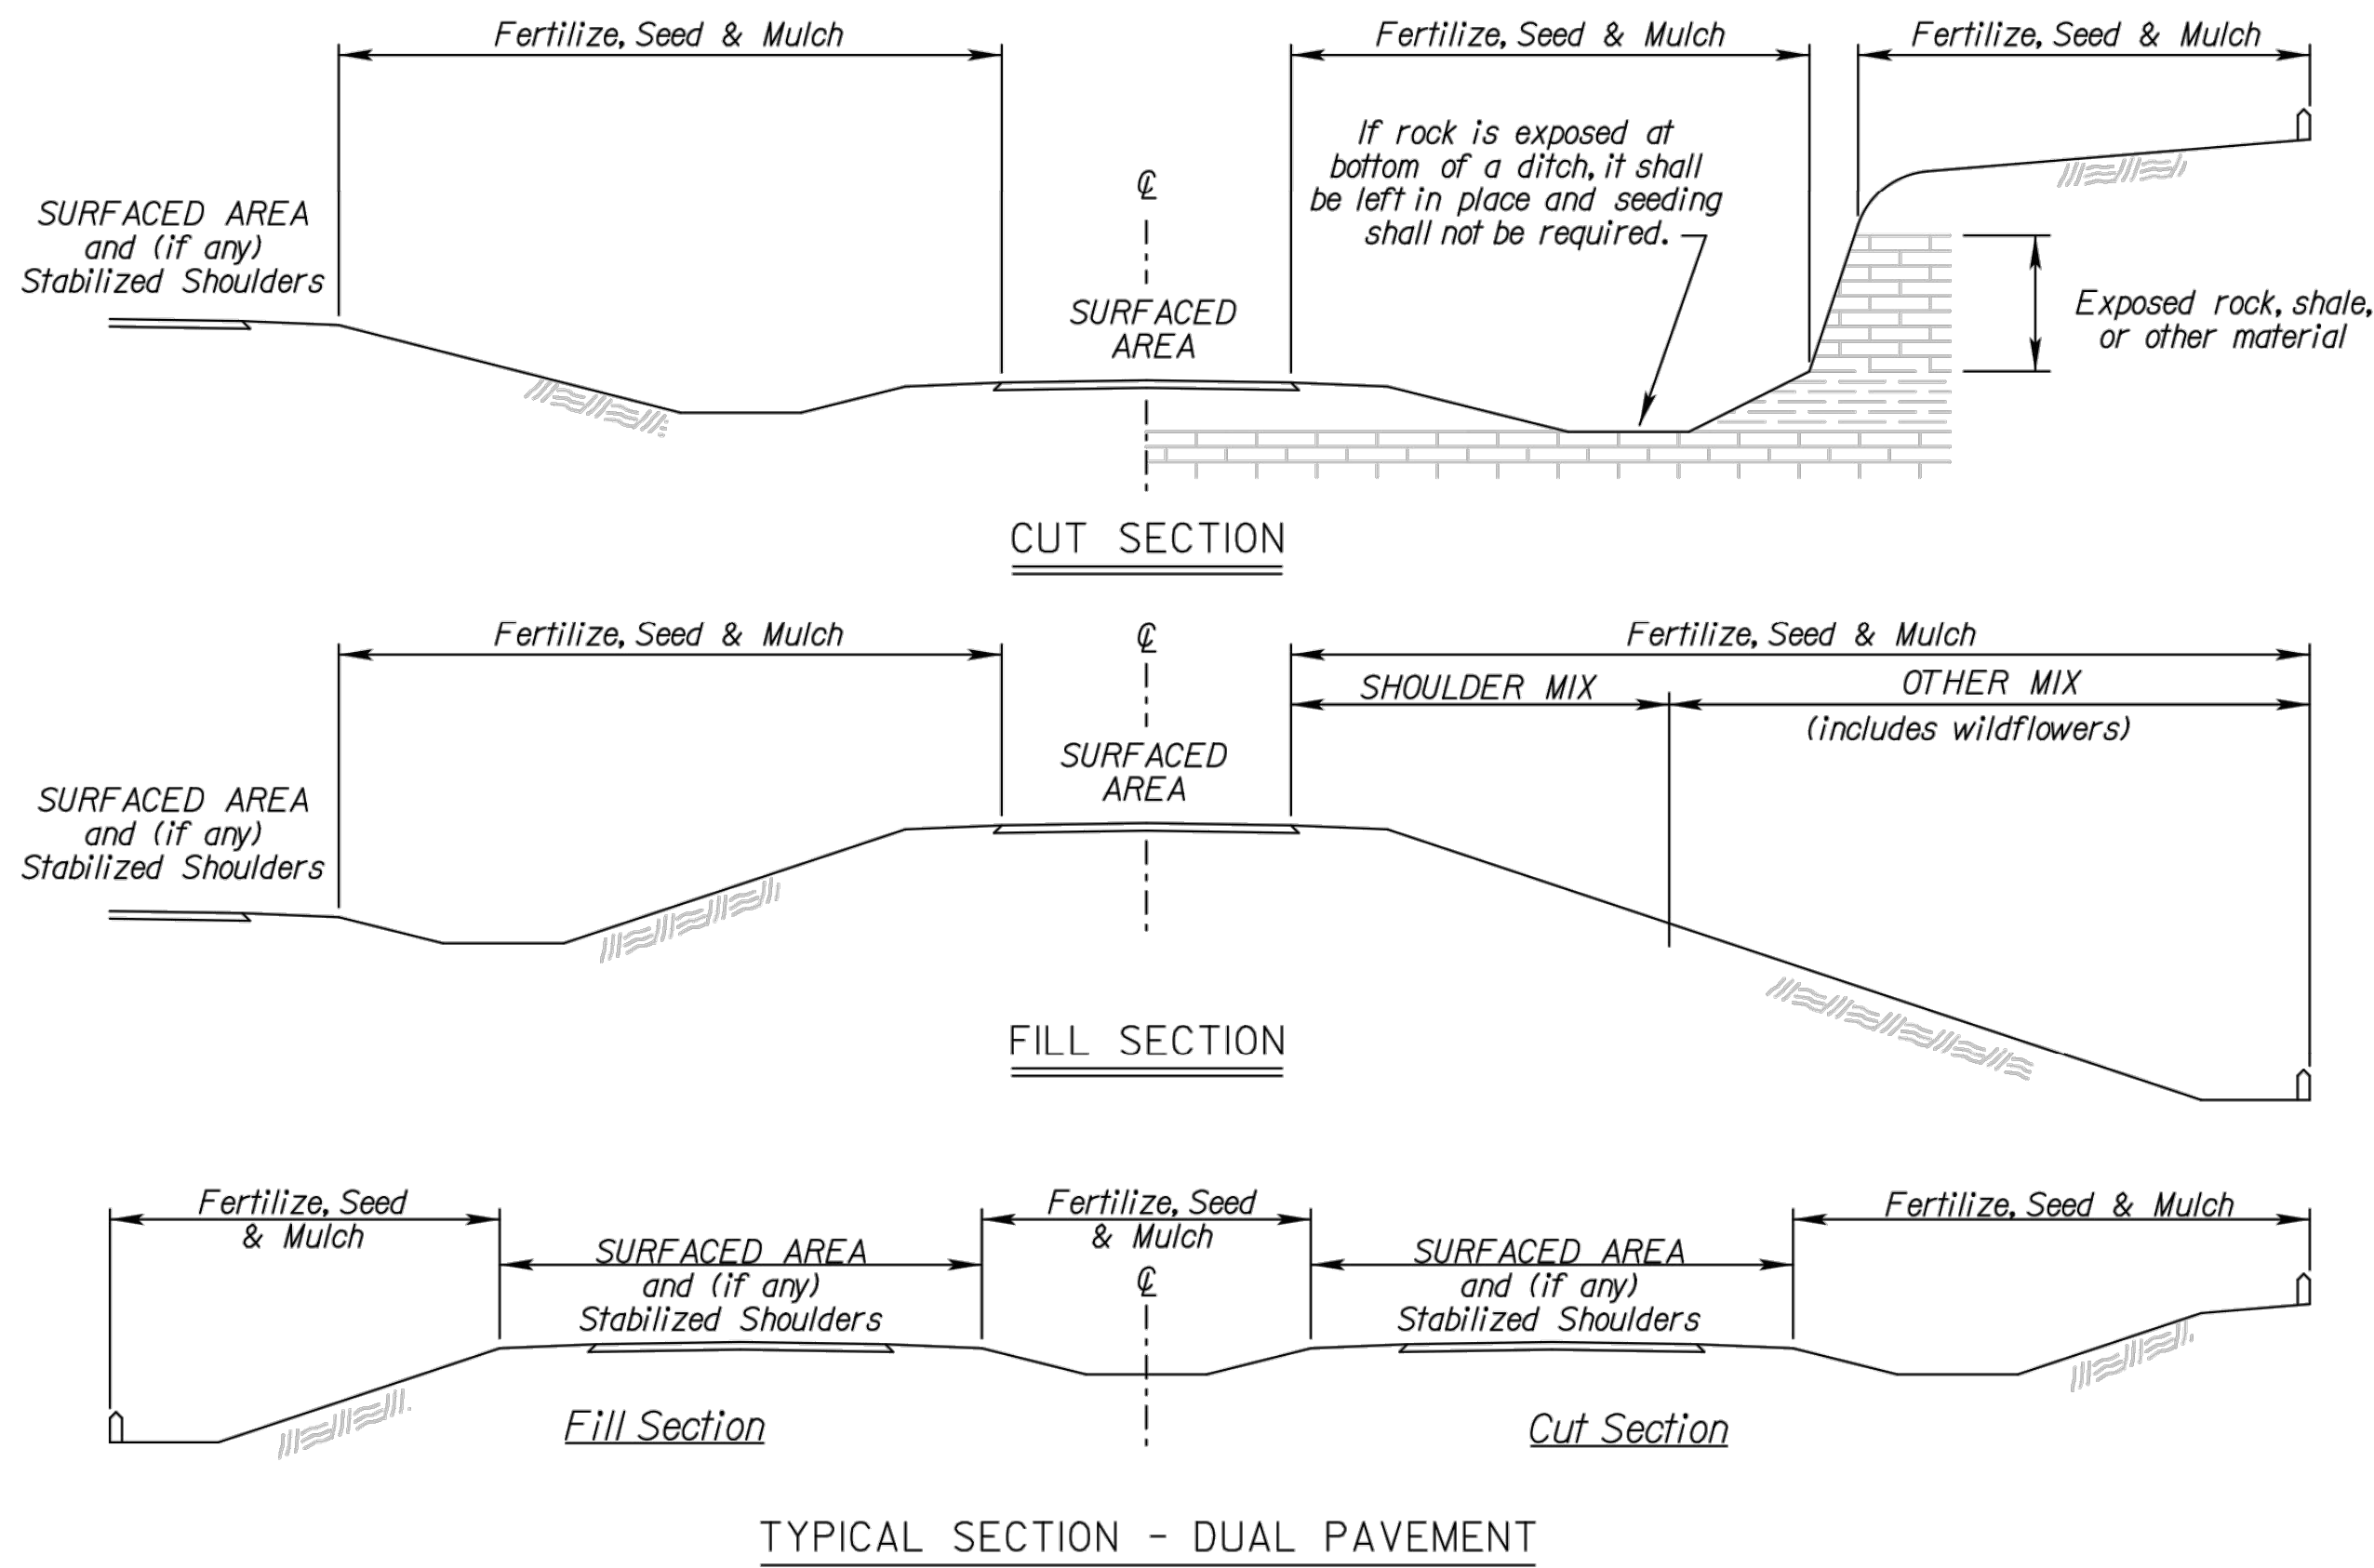 Fertilize, Seed & Mulch
Fertilize, Seed & Mulch
Fertilize, Seed & Mulch
If rock is exposed at
bottom of a ditch, it shall
be left in place and seeding
shall not be required.
℄
SURFACED AREA
and (if any)
Stabilized Shoulders
SURFACED
AREA
Exposed rock, shale,
or other material
CUT SECTION
Fertilize, Seed & Mulch
℄
Fertilize, Seed & Mulch
SHOULDER MIX
OTHER MIX
(includes wildflowers)
SURFACED
AREA
SURFACED AREA
and (if any)
Stabilized Shoulders
FILL SECTION
Fertilize, Seed
& Mulch
SURFACED AREA
and (if any)
Stabilized Shoulders
Fertilize, Seed
& Mulch
℄
SURFACED AREA
and (if any)
Stabilized Shoulders
Fertilize, Seed & Mulch
Fill Section
Cut Section
TYPICAL SECTION - DUAL PAVEMENT